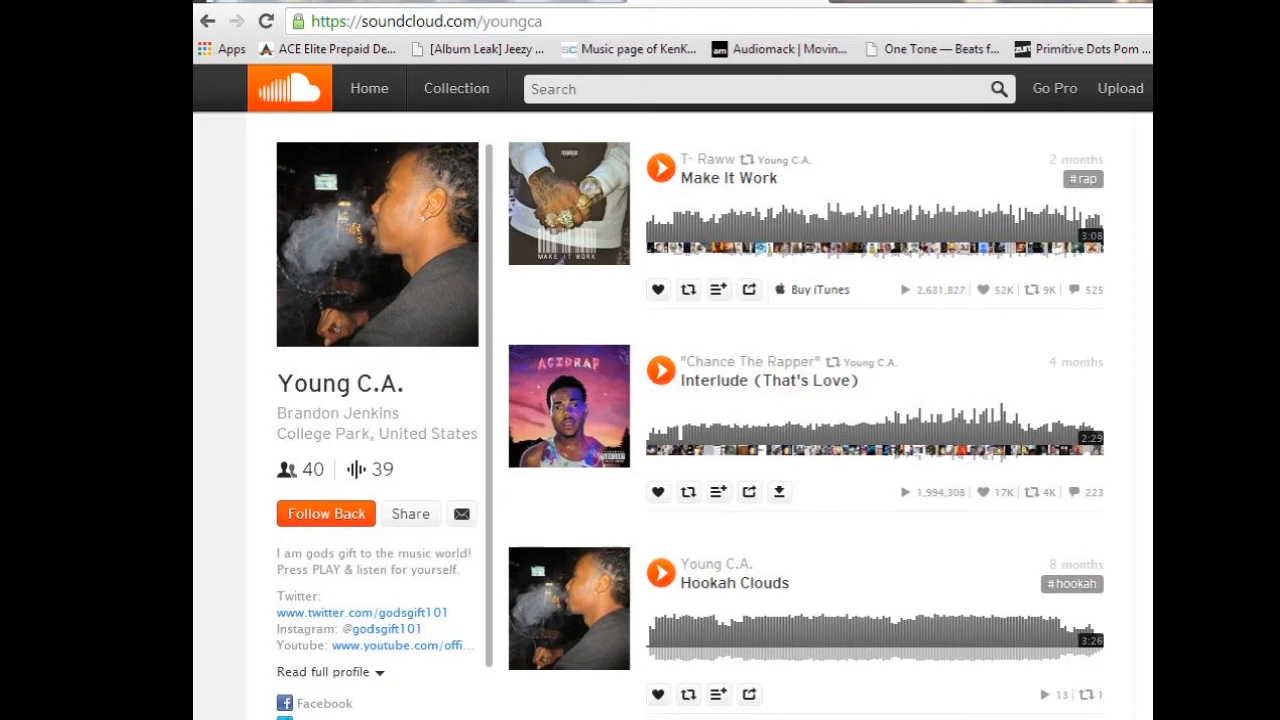 https://soundcloud.com/youngca
Apps
ACE Elite Prepaid De...
[Album Leak] Jeezy ...
Music page of KenK...
Audiomack | Movin...
One Tone — Beats f...
Primitive Dots Pom ...
Home
Collection
Search
Go Pro
Upload
T- Raww Young C.A.
2 months
Make It Work
#rap
3:08
MAKE IT WORK
Buy iTunes
2,631,827
52K
9K
525
Young C.A.
Brandon Jenkins
College Park, United States
40
39
Follow Back
Share
I am gods gift to the music world!
Press PLAY & listen for yourself.
Twitter:
www.twitter.com/godsgift101
Instagram: @godsgift101
Youtube: www.youtube.com/offi...
Read full profile
Facebook
ACIDRAP
"Chance The Rapper" Young C.A.
4 months
Interlude (That's Love)
2:29
1,994,308
17K
4K
223
Young C.A.
8 months
Hookah Clouds
#hookah
3:26
13
1